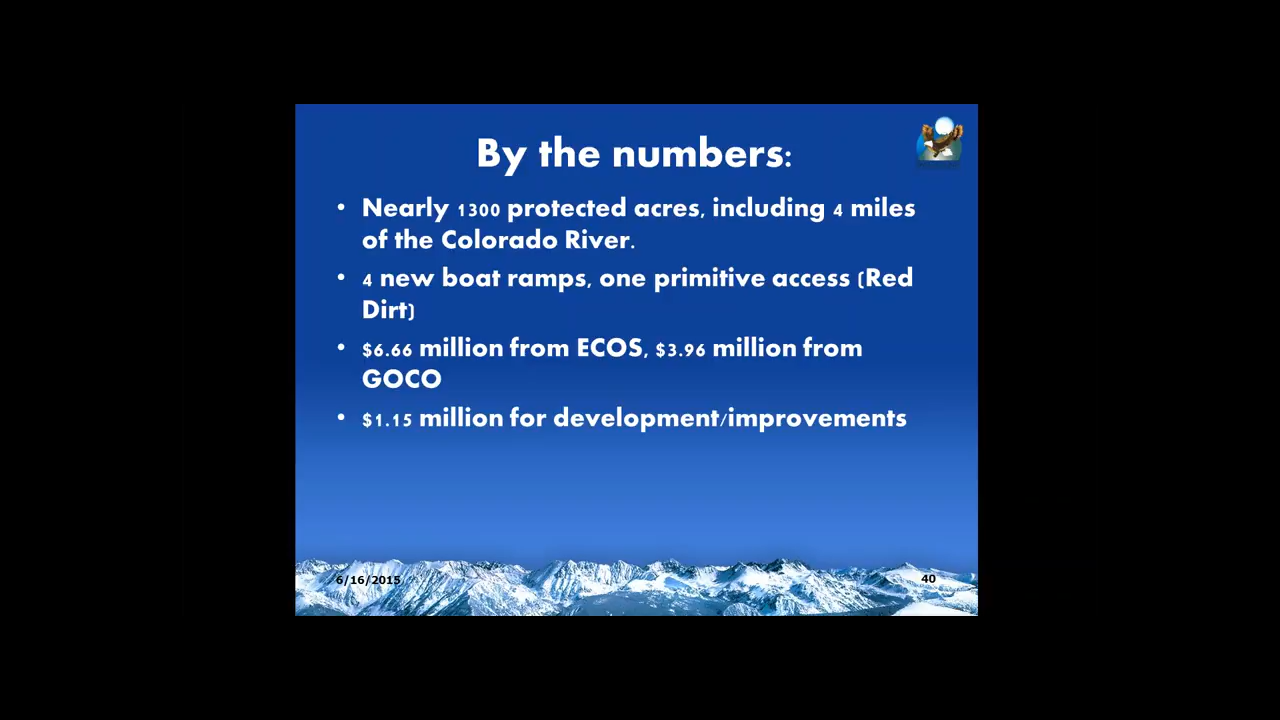 By the numbers:
• Nearly 1300 protected acres, including 4 miles
of the Colorado River.
• 4 new boat ramps, one primitive access (Red
Dirt)
• $6.66 million from ECOS, $3.96 million from
GOCO
• $1.15 million for development/improvements
6/16/2015
40